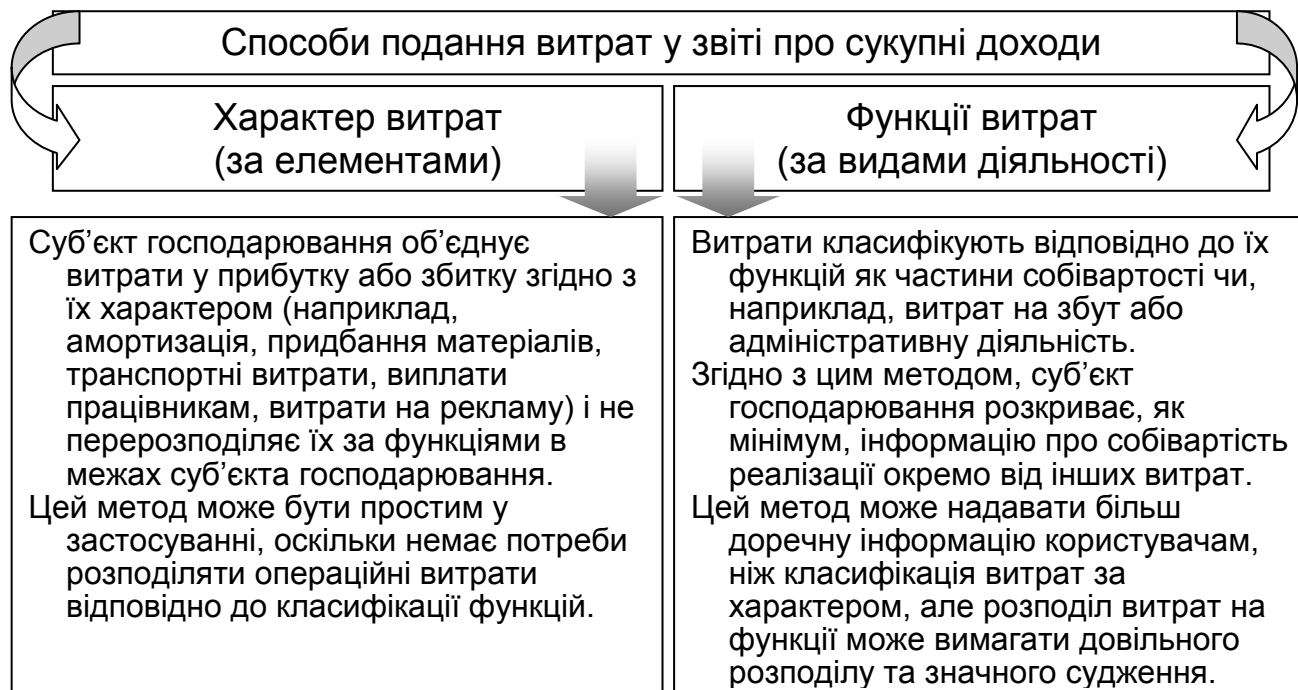 Способи подання витрат у звіті про сукупні доходи
Характер витрат
(за елементами)
Функції витрат
(за видами діяльності)
Суб’єкт господарювання об’єднує
витрати у прибутку або збитку згідно з
їх характером (наприклад,
амортизація, придбання матеріалів,
транспортні витрати, виплати
працівникам, витрати на рекламу) і не
перерозподіляє їх за функціями в
межах суб’єкта господарювання.
Цей метод може бути простим у
застосуванні, оскільки немає потреби
розподіляти операційні витрати
відповідно до класифікації функцій.
Витрати класифікують відповідно до їх
функцій як частини собівартості чи,
наприклад, витрат на збут або
адміністративну діяльність.
Згідно з цим методом, суб’єкт
господарювання розкриває, як
мінімум, інформацію про собівартість
реалізації окремо від інших витрат.
Цей метод може надавати більш
доречну інформацію користувачам,
ніж класифікація витрат за
характером, але розподіл витрат на
функції може вимагати довільного
розподілу та значного судження.